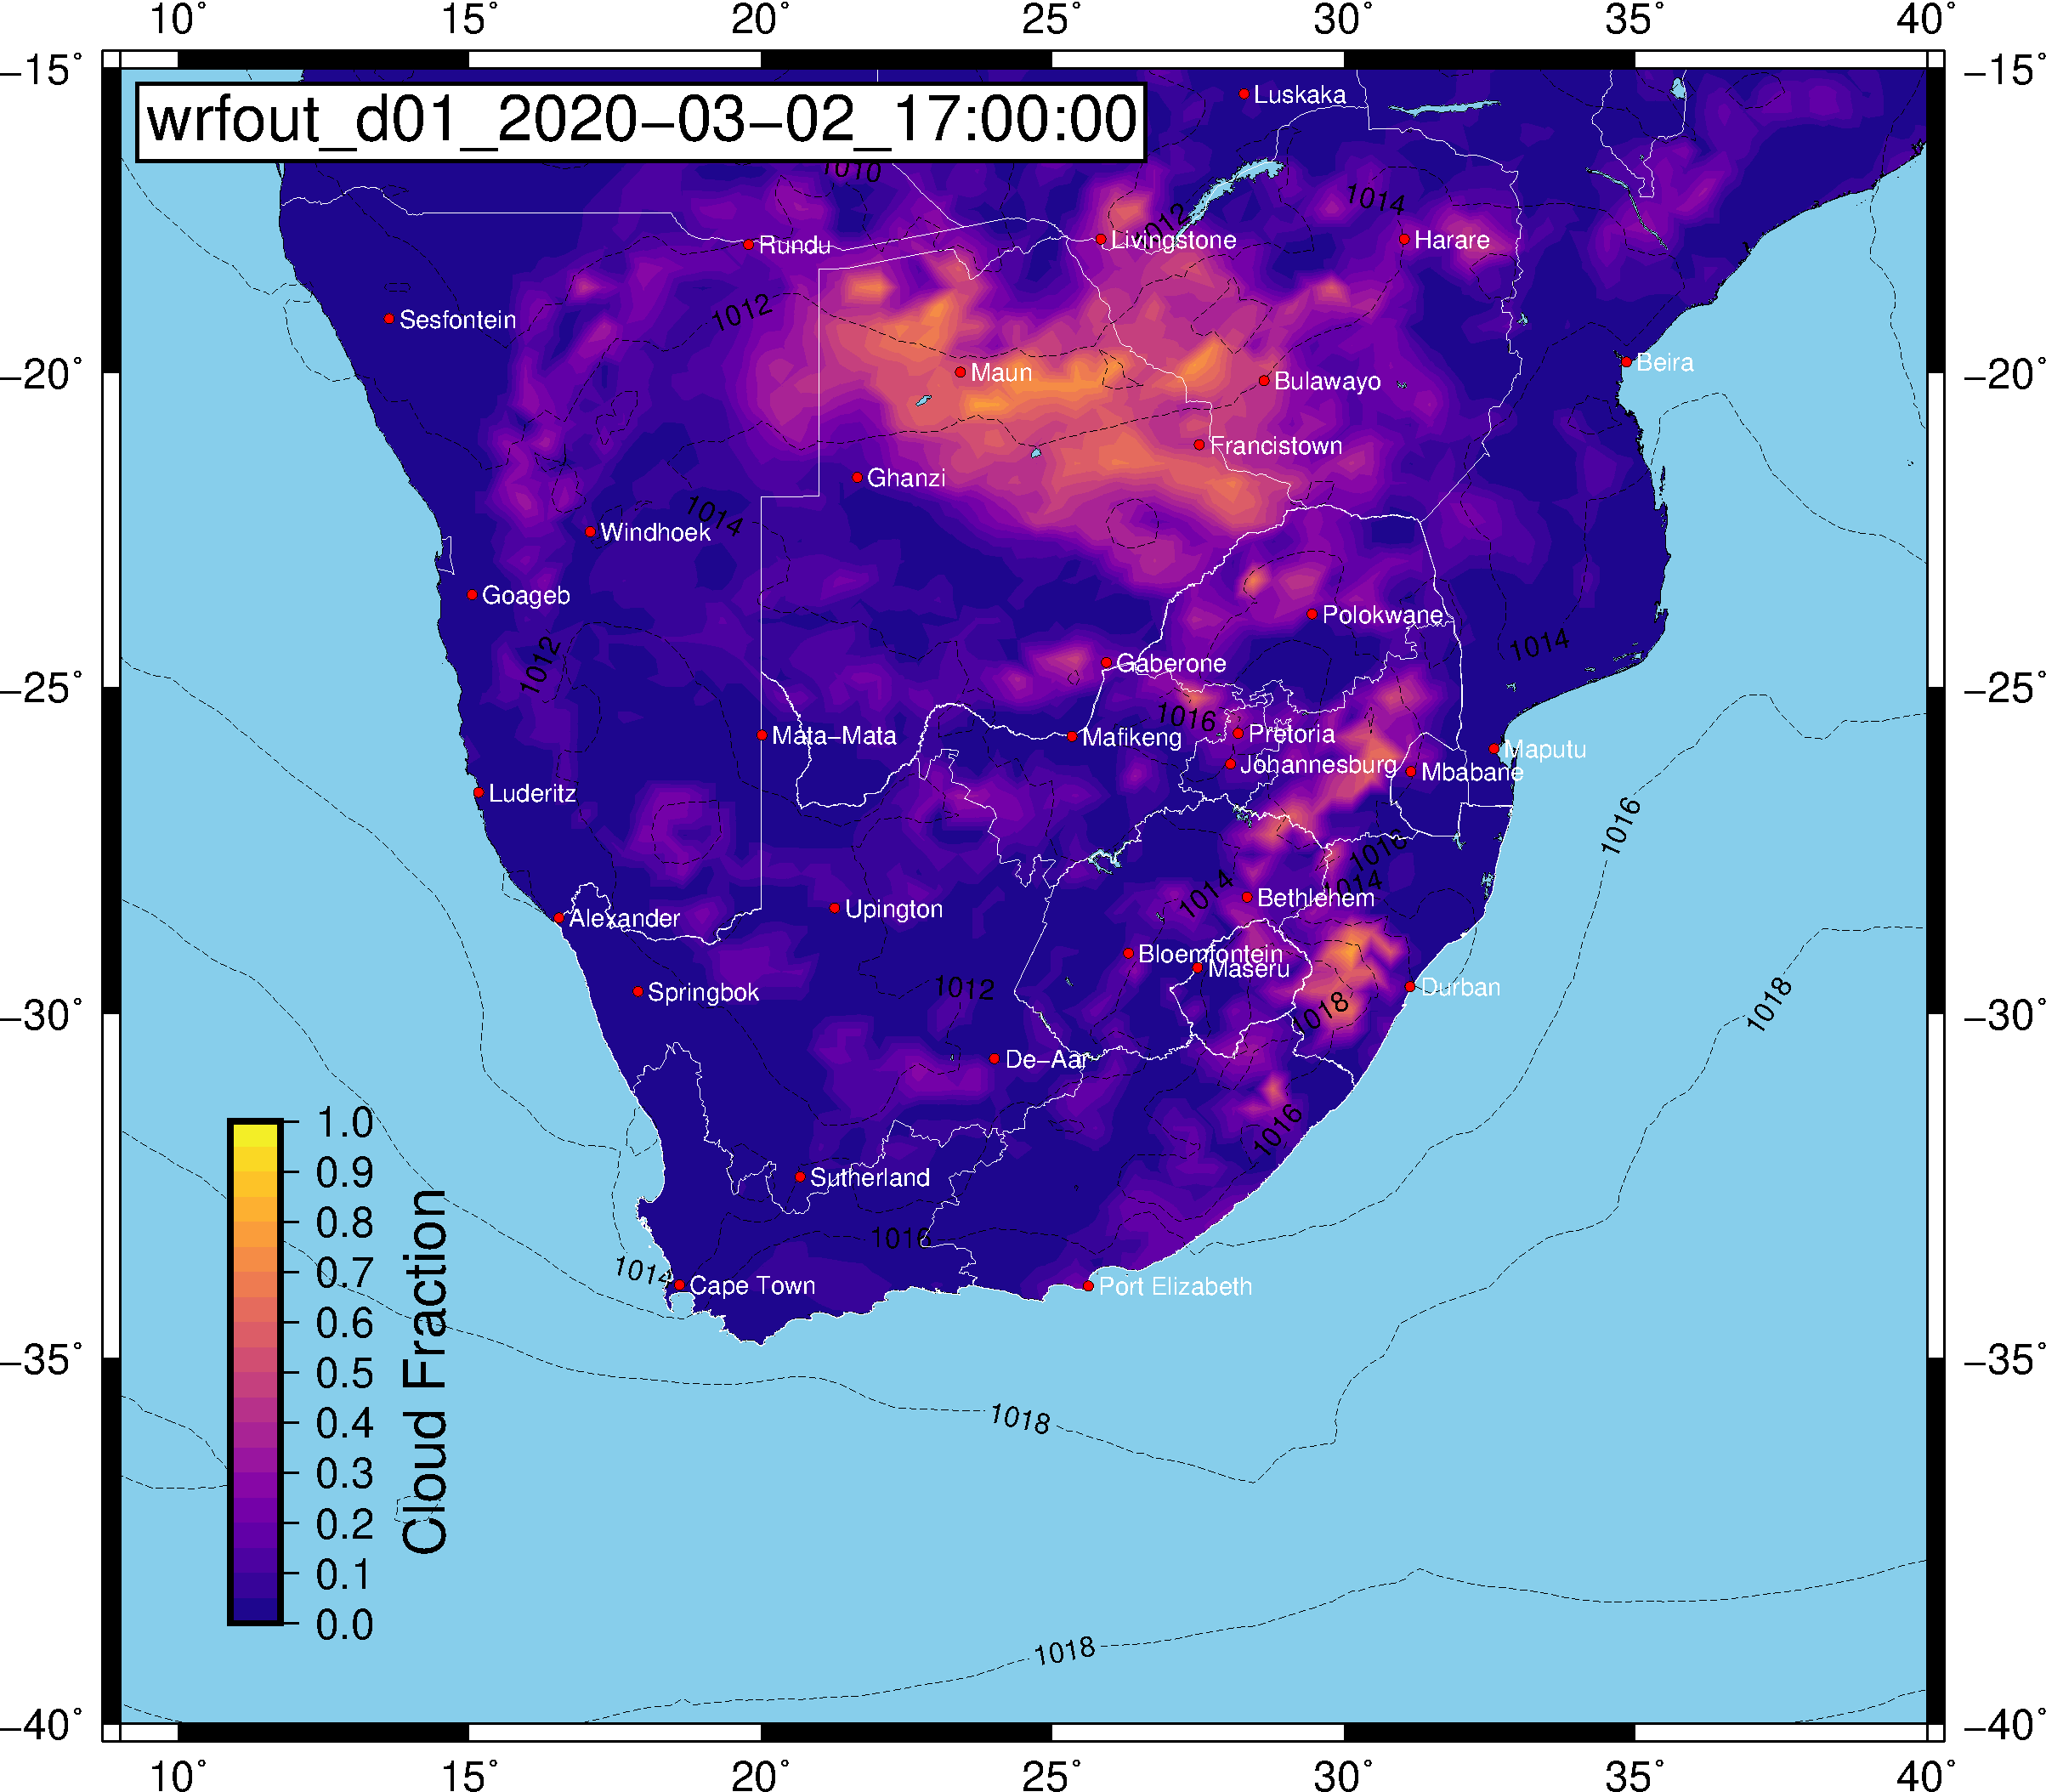 10° 15° 20° 25° 30° 35° 40°
−15° −15°
wrfout_d01_2020−03−02_17:00:00
Luskaka
1010
1014
1012
Rundu
Livingstone
Harare
Sesfontein
1012
−20° −20°
Maun
Bulawayo
Beira
Francistown
Ghanzi
1014
Windhoek
Goageb
Polokwane
1012
1014
Gaberone
−25° −25°
1016
Mata−Mata
Mafikeng
Pretoria
Maputu
Johannesburg
Mbabane
Luderitz
1016
1018
1014
1014
Bethlehem
Alexander
Upington
Bloemfontein
Maseru
Springbok
1012
Durban
1018
1018
−30° −30°
De−Aar
1016
Sutherland
1016
1014
Cape Town
Port Elizabeth
−35° −35°
1018
1018
1.0
0.9
0.8
0.7
0.6
0.5
0.4
0.3
0.2
0.1
0.0
Cloud Fraction
−40° −40°
10° 15° 20° 25° 30° 35° 40°